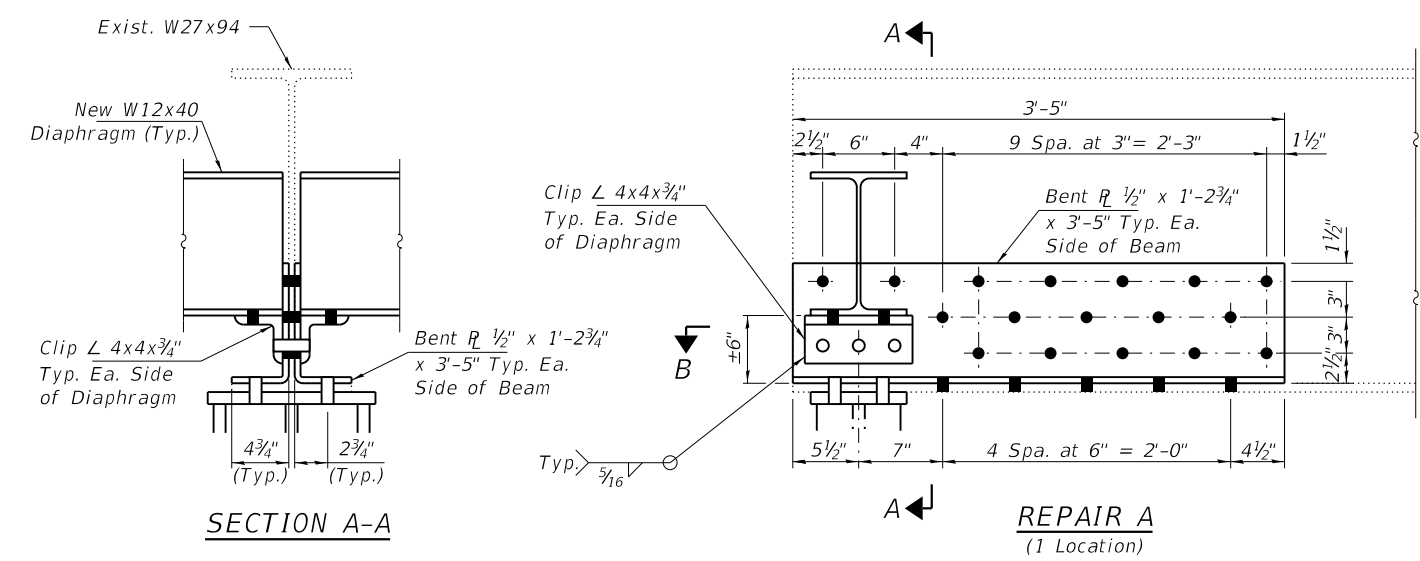 Exist. W27x94
New W12x40
Diaphragm (Typ.)
Clip ∠ 4x4x¾"
Typ. Ea. Side
of Diaphragm
Bent ℄ ½" x 1'-2¾"
x 3'-5" Typ. Ea.
Side of Beam
4¾"
(Typ.)
2¾"
(Typ.)
SECTION A-A
A
3'-5"
2½"
6"
4"
9 Spa. at 3"= 2'-3"
1½"
Clip ∠ 4x4x¾"
Typ. Ea. Side
of Diaphragm
Bent ℄ ½" x 1'-2¾"
x 3'-5" Typ. Ea.
Side of Beam
1½"
3"
3"
2½"
B
±6"
Typ.
5/16
5½"
7"
4 Spa. at 6" = 2'-0"
4½"
A
REPAIR A
(1 Location)